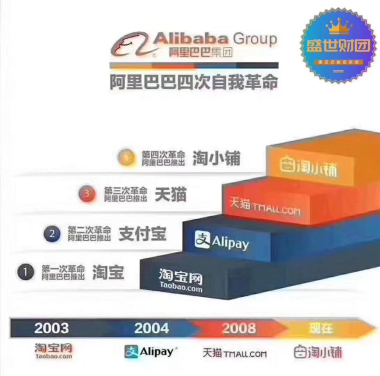 Alibaba Group
阿里巴巴集团
盛世财团
阿里巴巴四次自我革命
第四次革命
阿里巴巴推出
淘小铺
淘小铺
3
第三次革命
阿里巴巴推出
天猫
天猫 TMALL.COM
2
第二次革命
阿里巴巴推出
支付宝
支 Alipay
1
第一次革命
阿里巴巴推出
淘宝
淘宝网
Taobao.com
2003
2004
2008
现在
淘宝网
taobao.com
支 Alipay
天猫 TMALL.COM
淘小铺